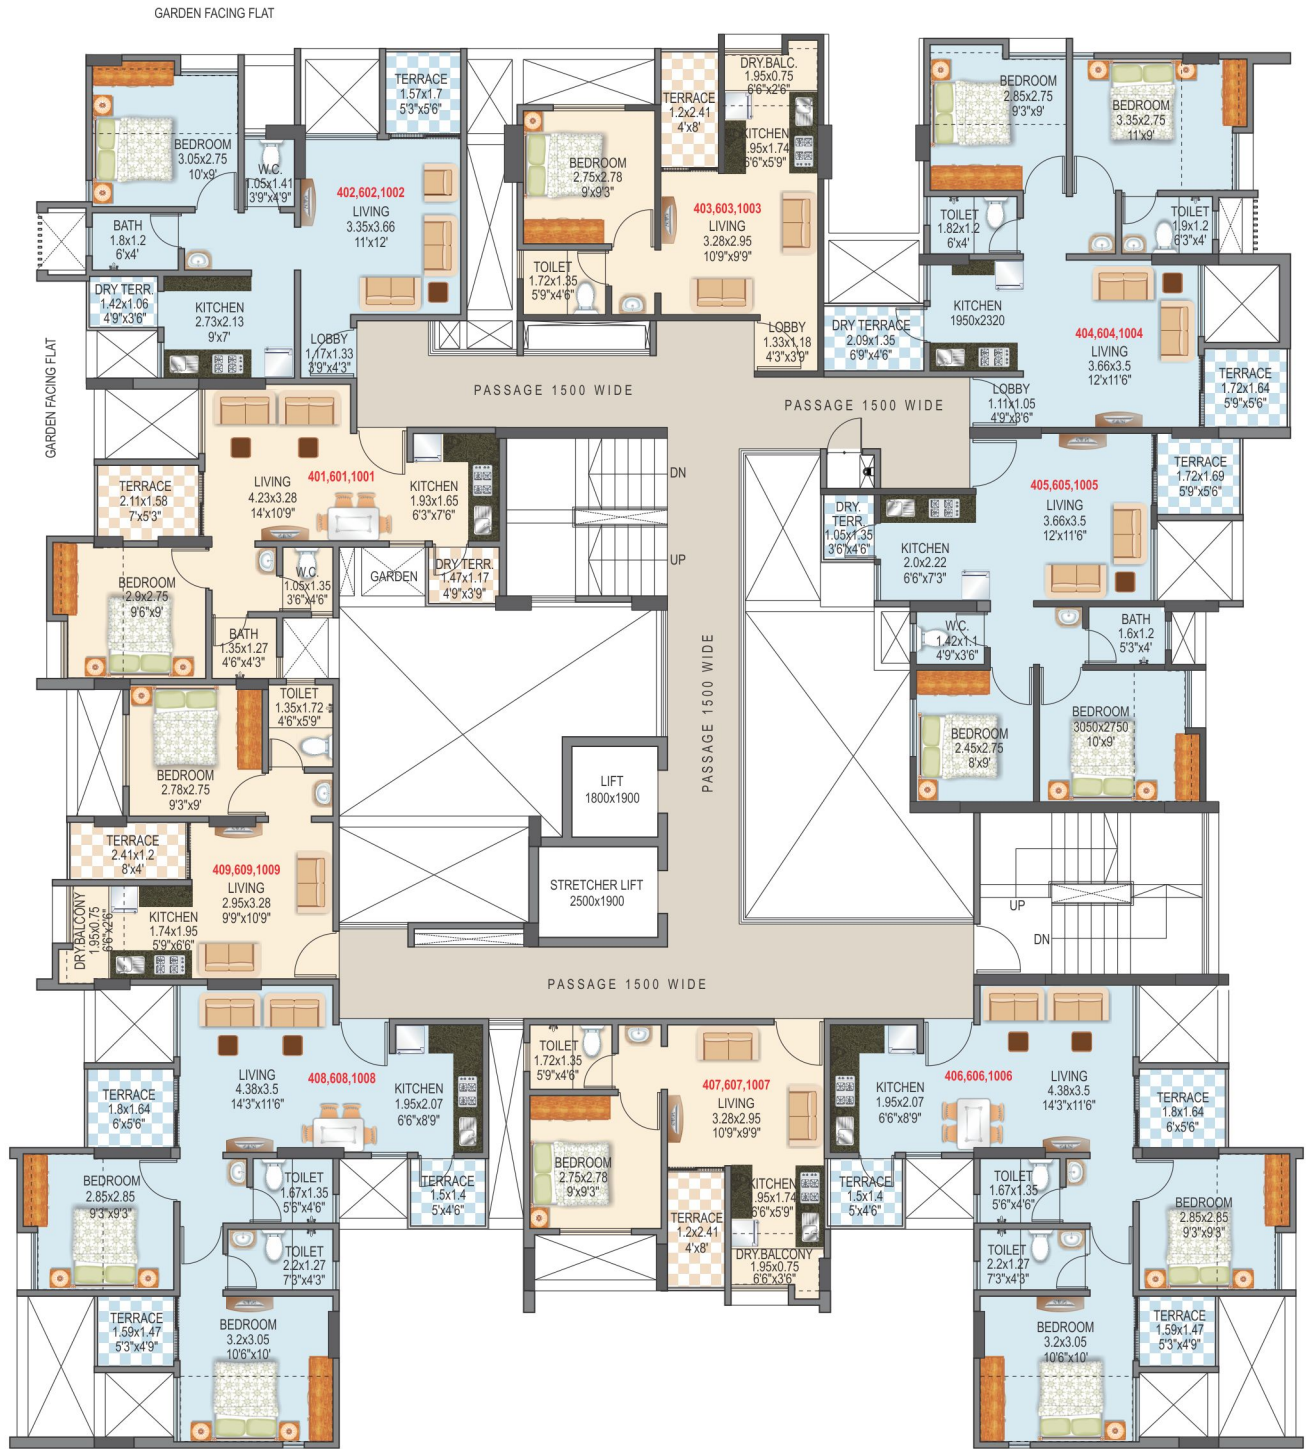 GARDEN FACING FLAT
GARDEN FACING FLAT
BEDROOM
3.05x2.75
10'x9'
W.C.
1.05x1.41
3'9"x4'9"
TERRACE
1.57x1.7
5'3"x5'6"
402,602,1002
LIVING
3.35x3.66
11'x12'
BATH
1.8x1.2
6'x4'
DRY TERR.
1.42x1.06
4'9"x3'6"
KITCHEN
2.73x2.13
9'x7'
LOBBY
1.17x1.33
3'9"x4'3"
BEDROOM
2.75x2.78
9'x9'3"
TERRACE
1.2x2.41
4'x8'
DRY.BALC.
1.95x0.75
6'6"x2'6"
KITCHEN
1.95x1.74
6'6"x5'9"
403,603,1003
LIVING
3.28x2.95
10'9"x9'9"
TOILET
1.72x1.35
5'9"x4'6"
LOBBY
1.33x1.18
4'3"x3'9"
BEDROOM
2.85x2.75
9'3"x9'
BEDROOM
3.35x2.75
11'x9'
TOILET
1.82x1.2
6'x4'
TOILET
1.9x1.2
6'3"x4'
KITCHEN
1950x2320
DRY TERRACE
2.09x1.35
6'9"x4'6"
404,604,1004
LIVING
3.66x3.5
12'x11'6"
LOBBY
1.11x1.05
4'9"x3'6"
TERRACE
1.72x1.64
5'9"x5'6"
PASSAGE 1500 WIDE
PASSAGE 1500 WIDE
401,601,1001
LIVING
4.23x3.28
14'x10'9"
KITCHEN
1.93x1.65
6'3"x7'6"
TERRACE
2.11x1.58
7'x5'3"
DN
UP
GARDEN
DRY TERR.
1.47x1.17
4'9"x3'9"
W.C.
1.05x1.35
3'6"x4'6"
BEDROOM
2.9x2.75
9'6"x9'
BATH
1.35x1.27
4'6"x4'3"
405,605,1005
LIVING
3.66x3.5
12'x11'6"
TERRACE
1.72x1.69
5'9"x5'6"
DRY.
TERR.
1.05x1.35
3'6"x4'6"
KITCHEN
2.0x2.22
6'6"x7'3"
W.C.
1.42x1.1
4'9"x3'6"
BATH
1.6x1.2
5'3"x4'
BEDROOM
2.45x2.75
8'x9'
BEDROOM
3050x2750
10'x9'
PASSAGE 1500 WIDE
TOILET
1.35x1.72
4'6"x5'9"
BEDROOM
2.78x2.75
9'3"x9'
TERRACE
2.41x1.2
8'x4'
409,609,1009
LIVING
2.95x3.28
9'9"x10'9"
DRY.BALCONY
1.95x0.75
6'6"x2'6"
KITCHEN
1.74x1.95
5'9"x6'6"
LIFT
1800x1900
STRETCHER LIFT
2500x1900
UP
DN
PASSAGE 1500 WIDE
LIVING
4.38x3.5
14'3"x11'6"
408,608,1008
KITCHEN
1.95x2.07
6'6"x8'9"
TERRACE
1.8x1.64
6'x5'6"
BEDROOM
2.85x2.85
9'3"x9'3"
TOILET
1.67x1.35
5'6"x4'6"
TERRACE
1.5x1.4
5'x4'6"
TOILET
2.2x1.27
7'3"x4'3"
TERRACE
1.59x1.47
5'3"x4'9"
BEDROOM
3.2x3.05
10'6"x10'
TOILET
1.72x1.35
5'9"x4'6"
407,607,1007
LIVING
3.28x2.95
10'9"x9'9"
BEDROOM
2.75x2.78
9'x9'3"
KITCHEN
1.95x1.74
6'6"x5'9"
TERRACE
1.2x2.41
4'x8'
DRY.BALCONY
1.95x0.75
6'6"x3'6"
KITCHEN
1.95x2.07
6'6"x8'9"
406,606,1006
LIVING
4.38x3.5
14'3"x11'6"
TERRACE
1.8x1.64
6'x5'6"
TERRACE
1.5x1.4
5'x4'6"
TOILET
1.67x1.35
5'6"x4'6"
BEDROOM
2.85x2.85
9'3"x9'3"
TOILET
2.2x1.27
7'3"x4'3"
BEDROOM
3.2x3.05
10'6"x10'
TERRACE
1.59x1.47
5'3"x4'9"